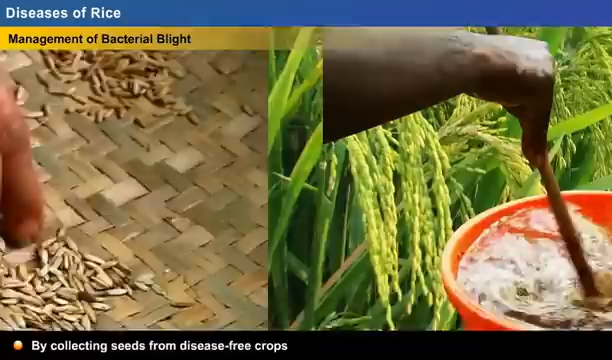 Diseases of Rice
Management of Bacterial Blight
By collecting seeds from disease-free crops